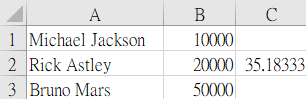 A B C
1 Michael Jackson 10000
2 Rick Astley 20000 35.18333
3 Bruno Mars 50000